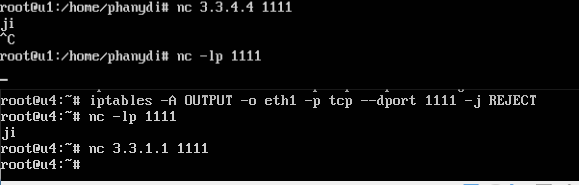 root@u1:/home/phanydi# nc 3.3.4.4 1111
ji
^C
root@u1:/home/phanydi# nc -lp 1111
_
root@u4:~# iptables -A OUTPUT -o eth1 -p tcp --dport 1111 -j REJECT
root@u4:~# nc -lp 1111
ji
root@u4:~# nc 3.3.1.1 1111
root@u4:~#